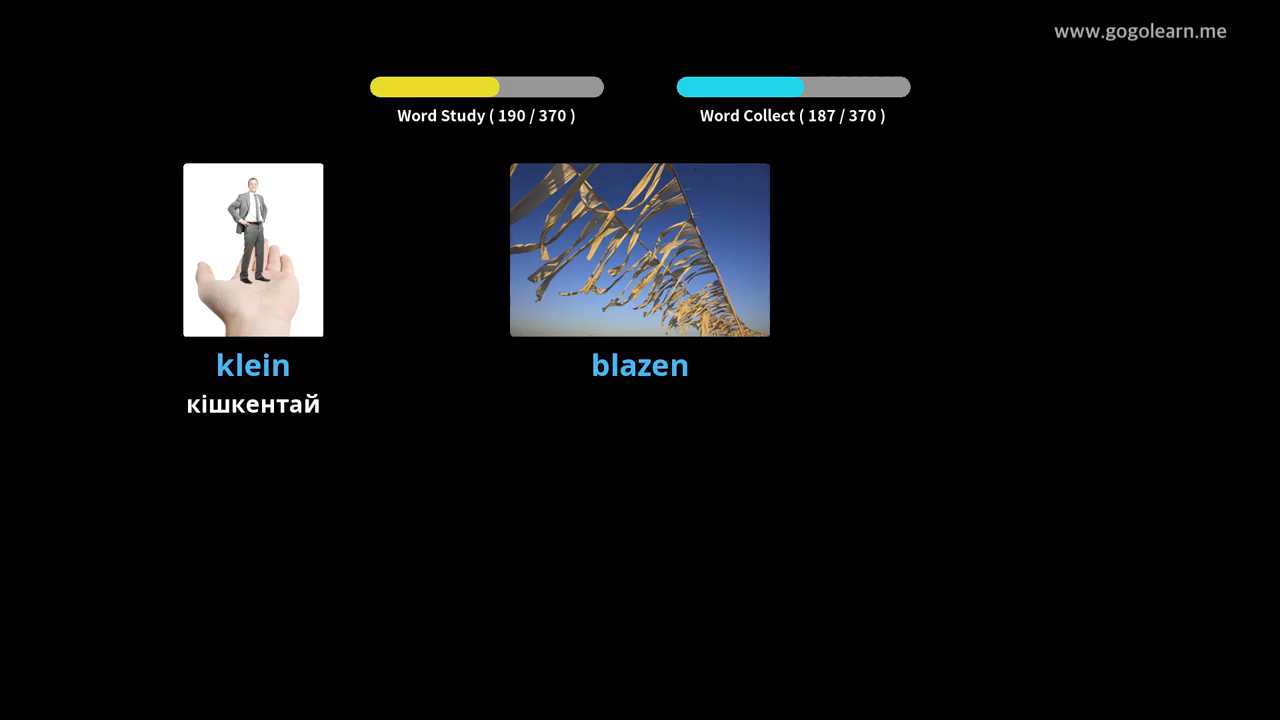 www.gogolearn.me
Word Study ( 190 / 370 )
Word Collect ( 187 / 370 )
klein
кішкентай
blazen